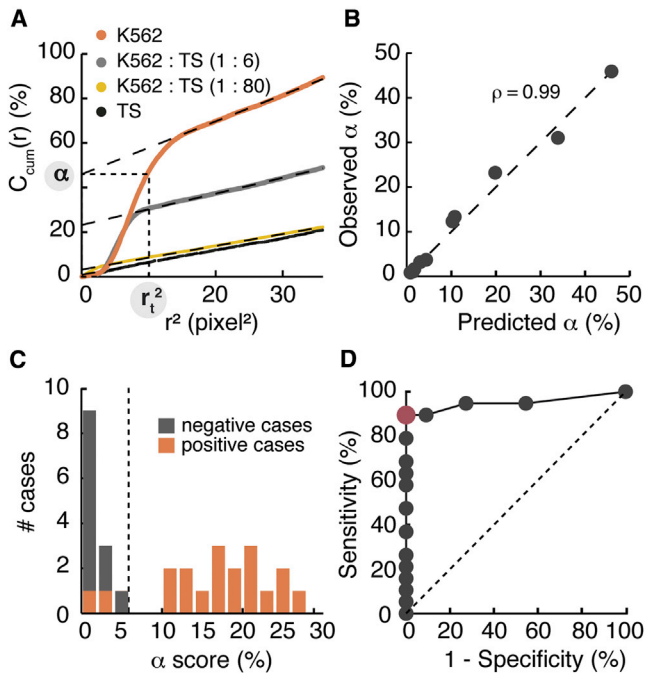 A
K562
K562 : TS (1 : 6)
K562 : TS (1 : 80)
TS
100
80
60
α
20
0
C_cum(r) (%)
0
r_t²
20
30
r² (pixel²)
B
50
40
30
20
10
0
Observed α (%)
ρ = 0.99
0
10
20
30
40
50
Predicted α (%)
C
10
8
6
4
2
0
# cases
negative cases
positive cases
0
5
10
15
20
25
30
α score (%)
D
100
80
60
40
20
0
Sensitivity (%)
0
20
40
60
80
100
1 - Specificity (%)